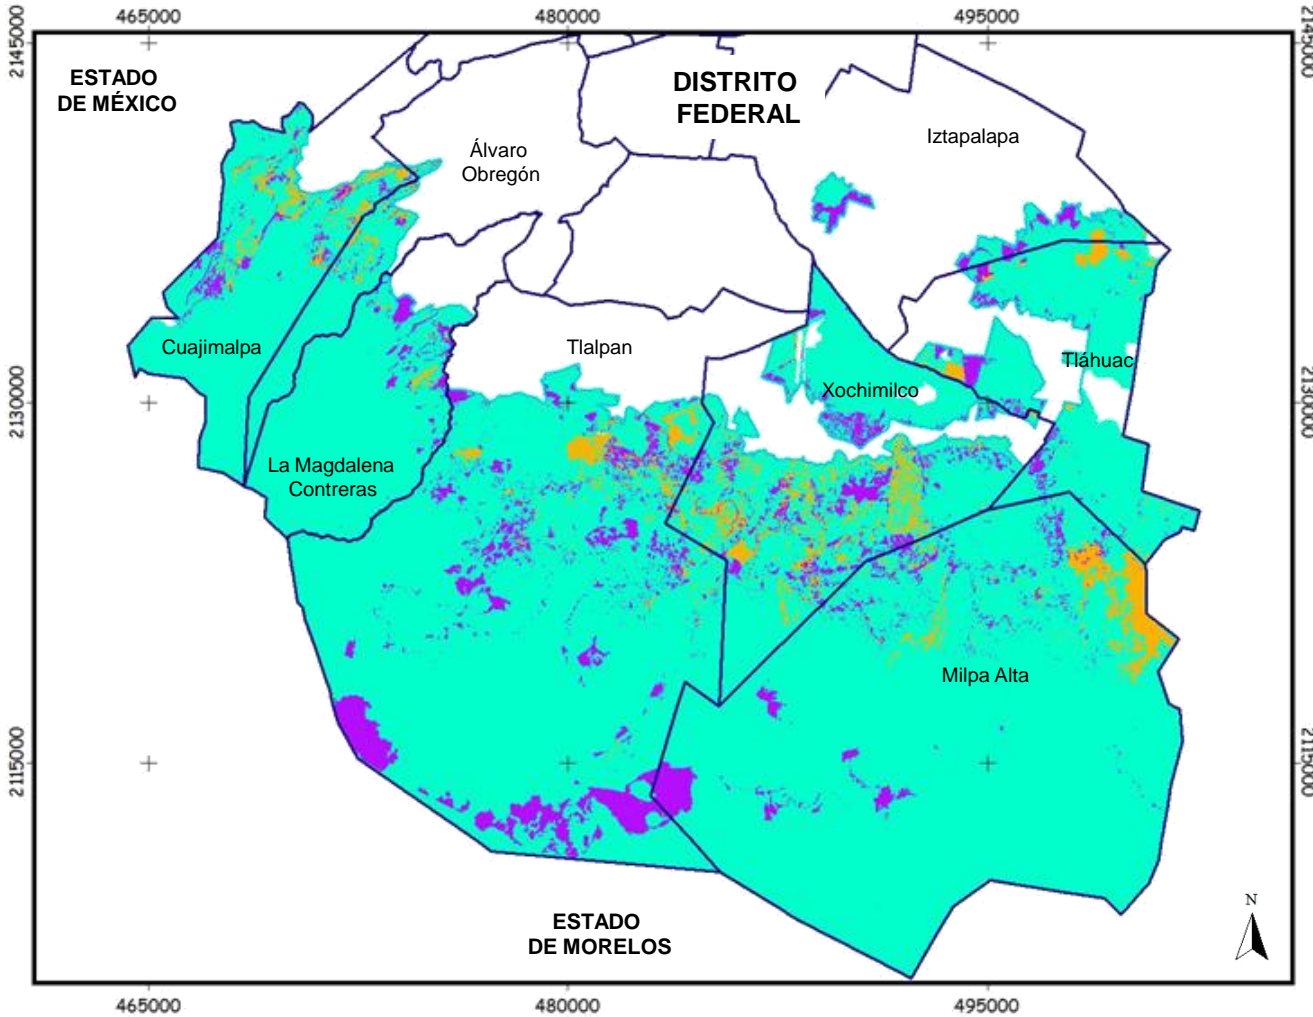 465000
480000
495000
2145000
2145000
ESTADO
DE MÉXICO
DISTRITO
FEDERAL
Iztapalapa
Álvaro
Obregón
Cuajimalpa
Tlalpan
Tláhuac
Xochimilco
2130000
2130000
La Magdalena
Contreras
Milpa Alta
2115000
2115000
ESTADO
DE MORELOS
N
465000
480000
495000